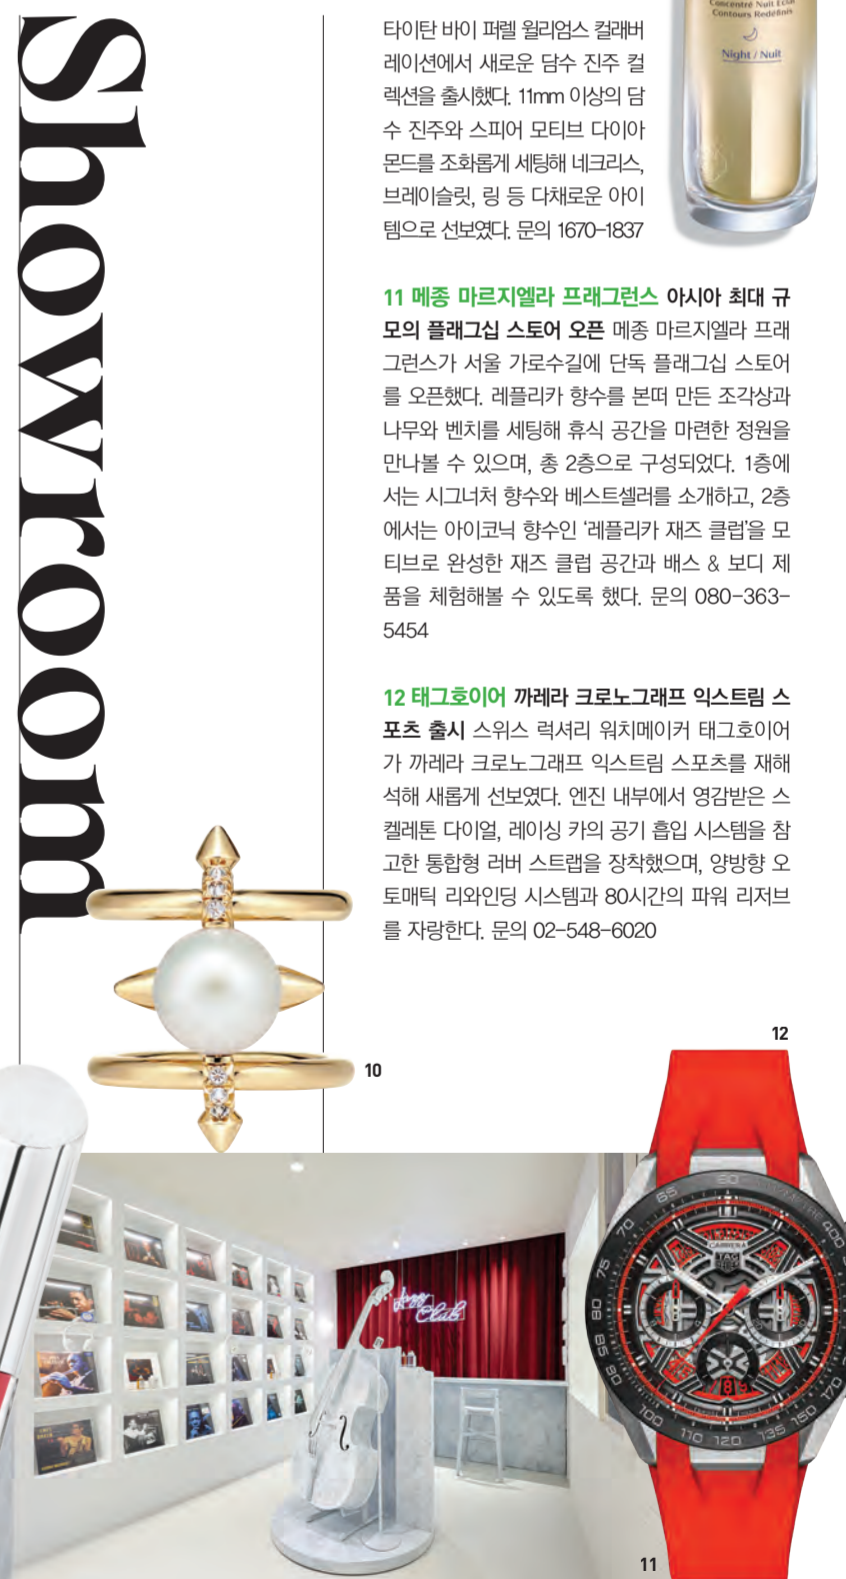 Showroom
Concentré Nuit Éclat
Contours Redéfinis
Night / Nuit
타이탄 바이 퍼렐 윌리엄스 컬래버
레이션에서 새로운 담수 진주 컬
렉션을 출시했다. 11mm 이상의 담
수 진주와 스피어 모티브 다이아
몬드를 조화롭게 세팅해 네크리스,
브레이슬릿, 링 등 다채로운 아이
템으로 선보였다. 문의 1670-1837
11 메종 마르지엘라 프래그런스 아시아 최대 규
모의 플래그십 스토어 오픈 메종 마르지엘라 프래
그런스가 서울 가로수길에 단독 플래그십 스토어
를 오픈했다. 레플리카 향수를 본떠 만든 조각상과
나무와 벤치를 세팅해 휴식 공간을 마련한 정원을
만나볼 수 있으며, 총 2층으로 구성되었다. 1층에
서는 시그너처 향수와 베스트셀러를 소개하고, 2층
에서는 아이코닉 향수인 ‘레플리카 재즈 클럽’을 모
티브로 완성한 재즈 클럽 공간과 배스 & 보디 제
품을 체험해볼 수 있도록 했다. 문의 080-363-
5454
12 태그호이어 까레라 크로노그래프 익스트림 스
포츠 출시 스위스 럭셔리 워치메이커 태그호이어
가 까레라 크로노그래프 익스트림 스포츠를 재해
석해 새롭게 선보였다. 엔진 내부에서 영감받은 스
켈레톤 다이얼, 레이싱 카의 공기 흡입 시스템을 참
고한 통합형 러버 스트랩을 장착했으며, 양방향 오
토매틱 리와인딩 시스템과 80시간의 파워 리저브
를 자랑한다. 문의 02-548-6020
12
10
Jazz
Club
60
65
70
75
80
85
90
100
110
120
135
150
170
400
CARRERA
TAG
11